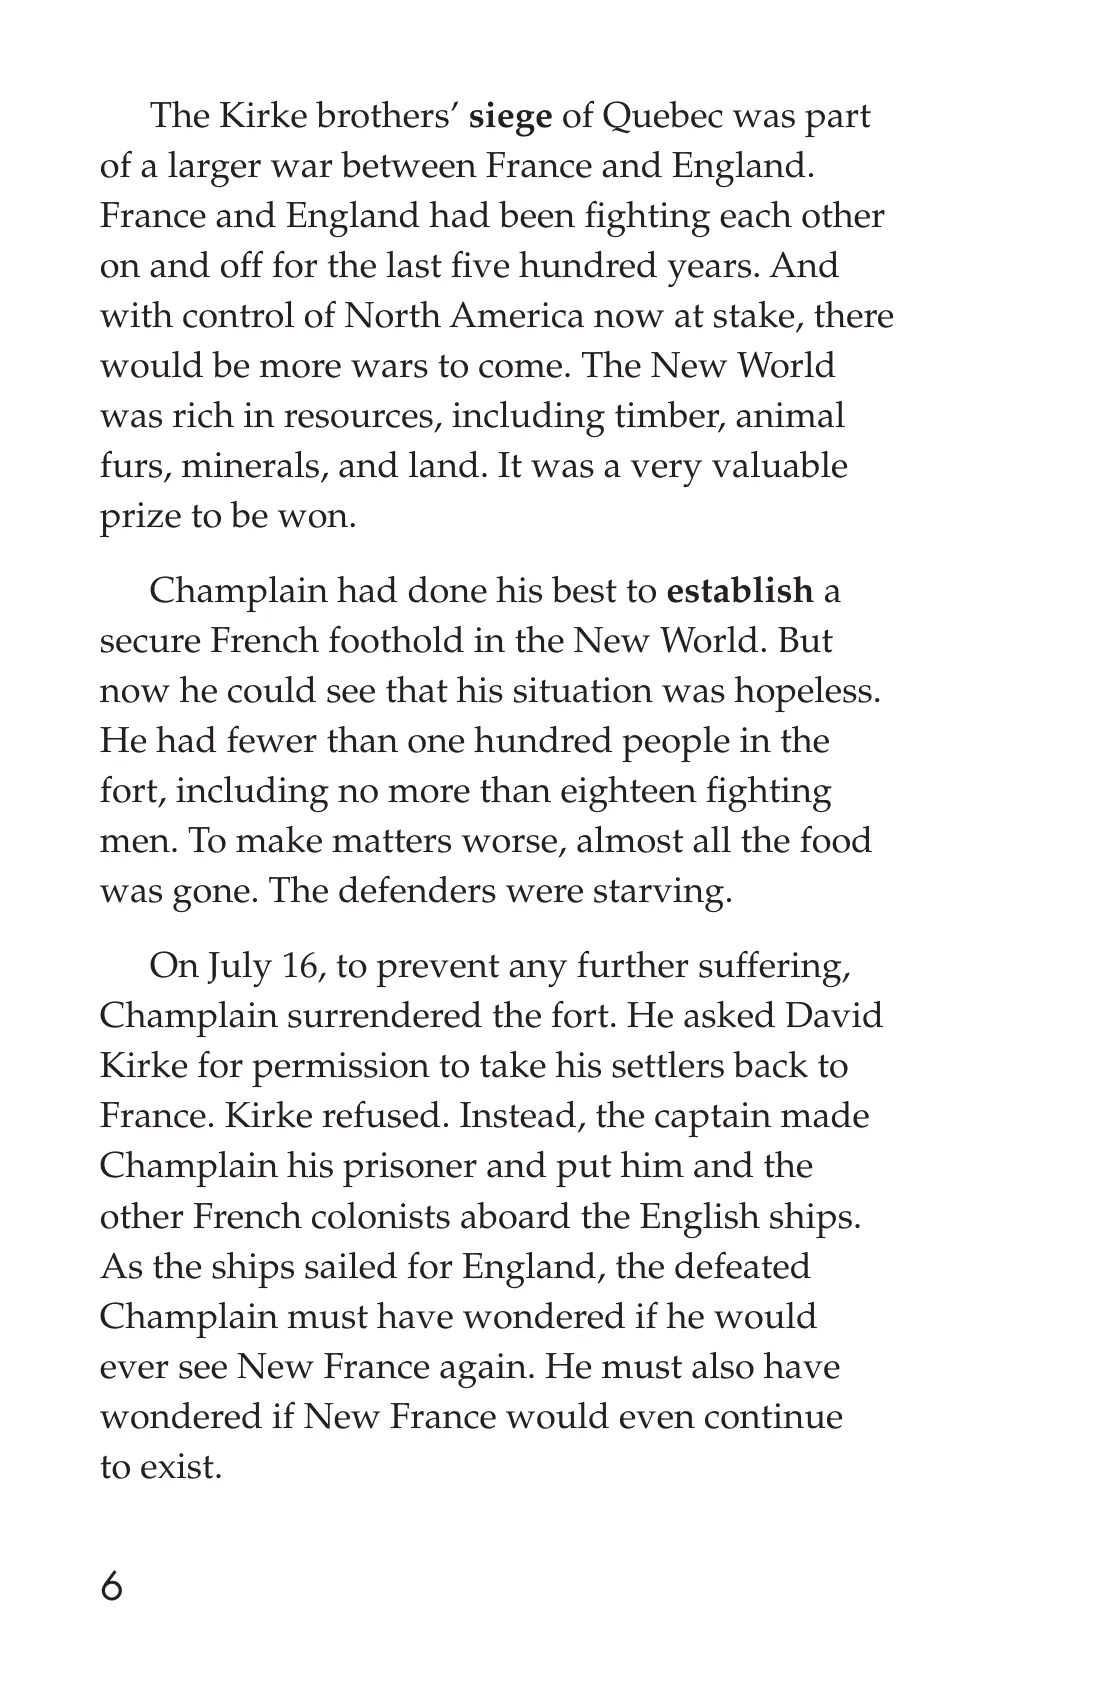 The Kirke brothers’ siege of Quebec was part
of a larger war between France and England.
France and England had been fighting each other
on and off for the last five hundred years. And
with control of North America now at stake, there
would be more wars to come. The New World
was rich in resources, including timber, animal
furs, minerals, and land. It was a very valuable
prize to be won.
Champlain had done his best to establish a
secure French foothold in the New World. But
now he could see that his situation was hopeless.
He had fewer than one hundred people in the
fort, including no more than eighteen fighting
men. To make matters worse, almost all the food
was gone. The defenders were starving.
On July 16, to prevent any further suffering,
Champlain surrendered the fort. He asked David
Kirke for permission to take his settlers back to
France. Kirke refused. Instead, the captain made
Champlain his prisoner and put him and the
other French colonists aboard the English ships.
As the ships sailed for England, the defeated
Champlain must have wondered if he would
ever see New France again. He must also have
wondered if New France would even continue
to exist.
6